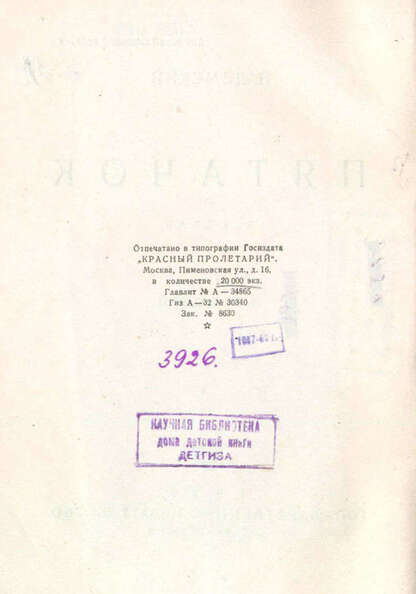 ПЯТАЧОК
Отпечатано в типографии Госиздата
„КРАСНЫЙ ПРОЛЕТАРИЙ“.
Москва, Пименовская ул., д. 16,
в количестве 20 000 экз.
Главлит № А — 34865
Гиз А—32 № 30340
Зак. № 8630
3926.
НАУЧНАЯ БИБЛИОТЕКА
дома детской книги
ДЕТГИЗА